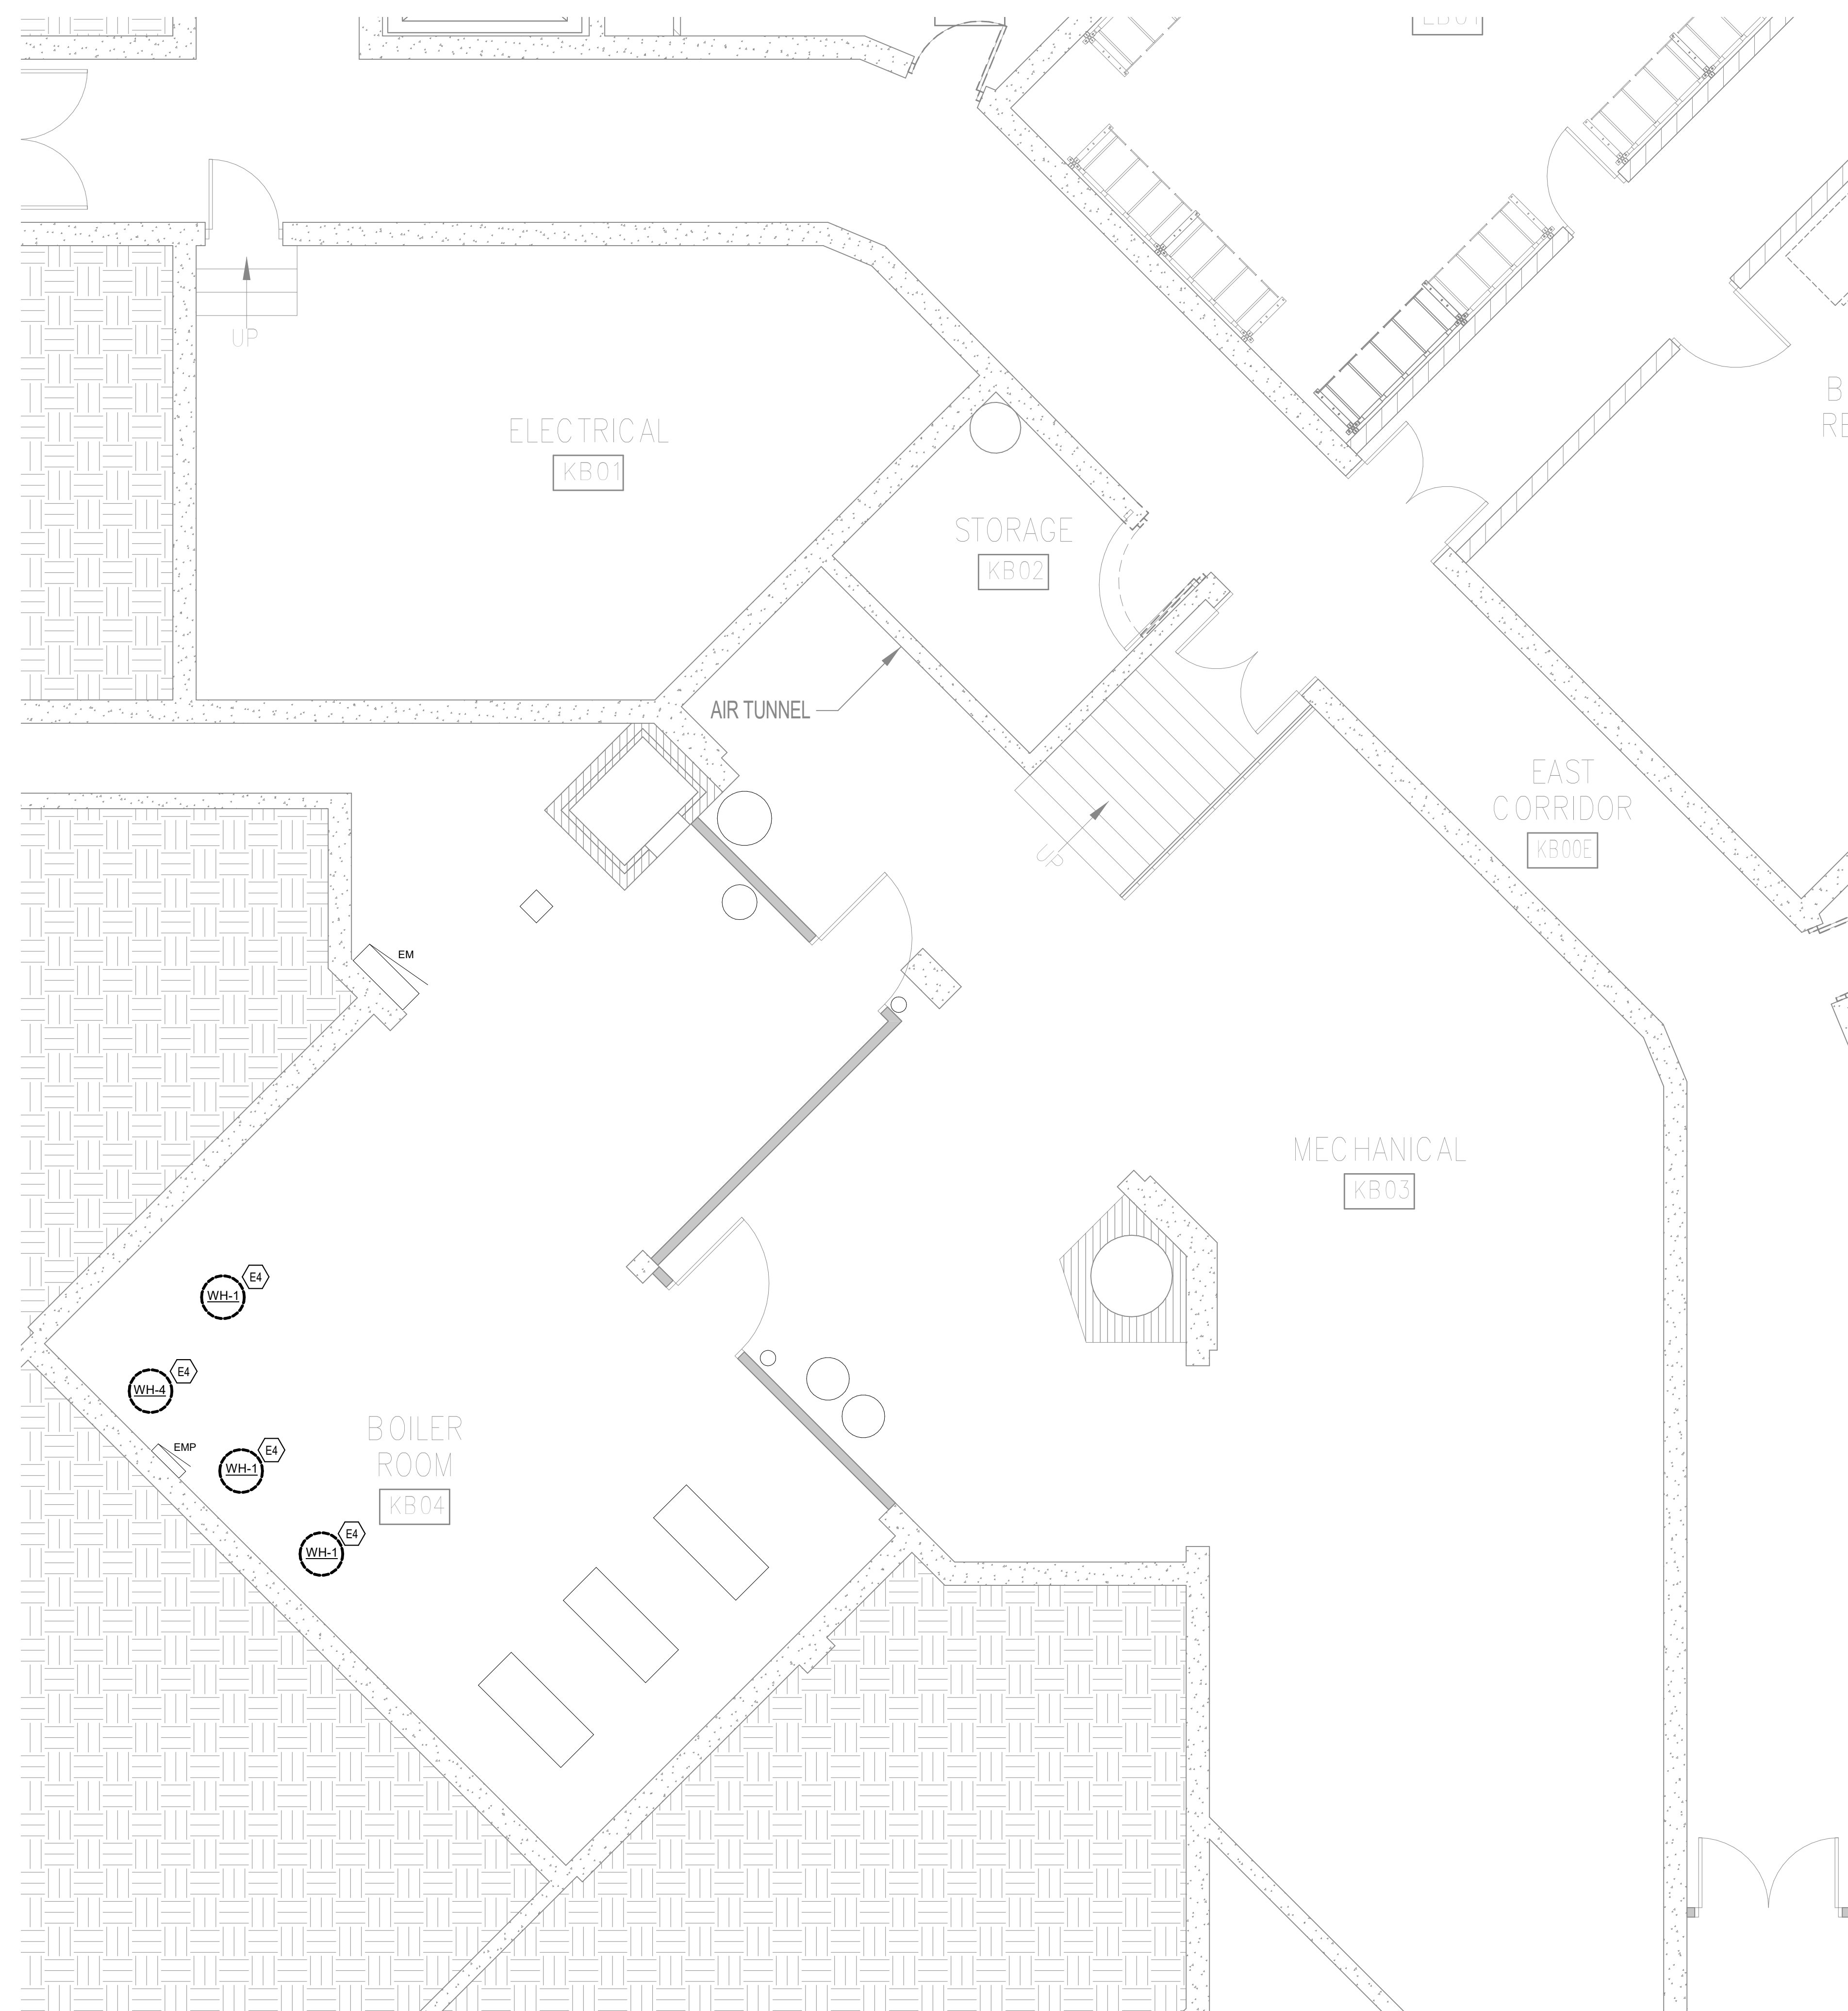 UP
ELECTRICAL
KB01
STORAGE
KB02
AIR TUNNEL
EAST
CORRIDOR
KB00E
UP
EM
MECHANICAL
KB03
E4
WH-1
E4
WH-4
EMP
E4
WH-1
BOILER
ROOM
KB04
E4
WH-1